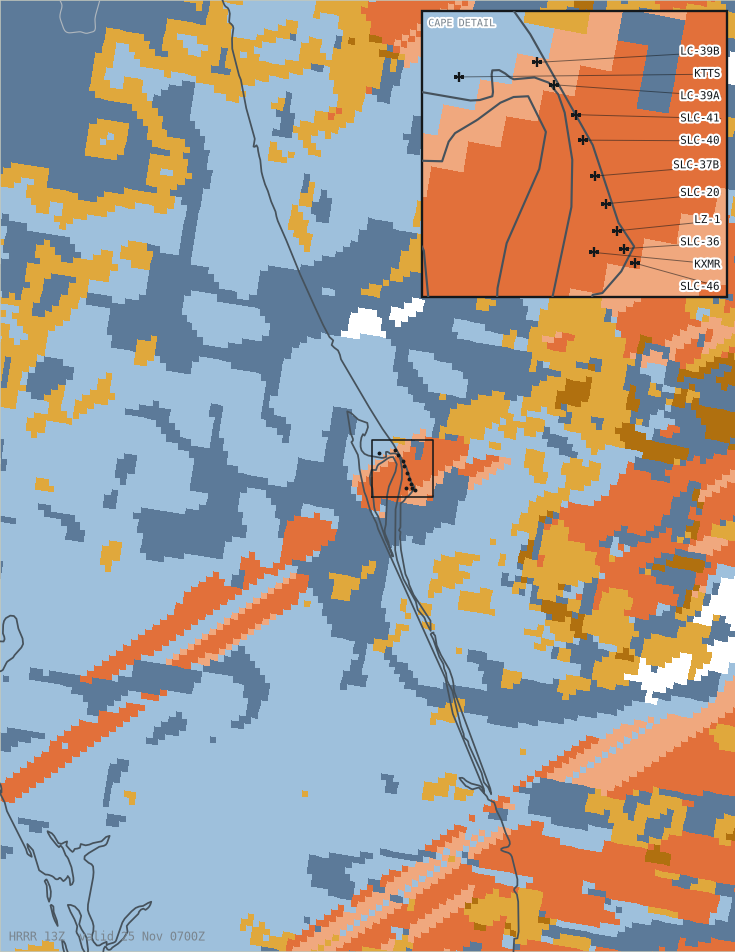 CAPE DETAIL
LC-39B
KTTS
LC-39A
SLC-41
SLC-40
SLC-37B
SLC-20
LZ-1
SLC-36
KXMR
SLC-46
HRRR 13Z valid 25 Nov 0700Z